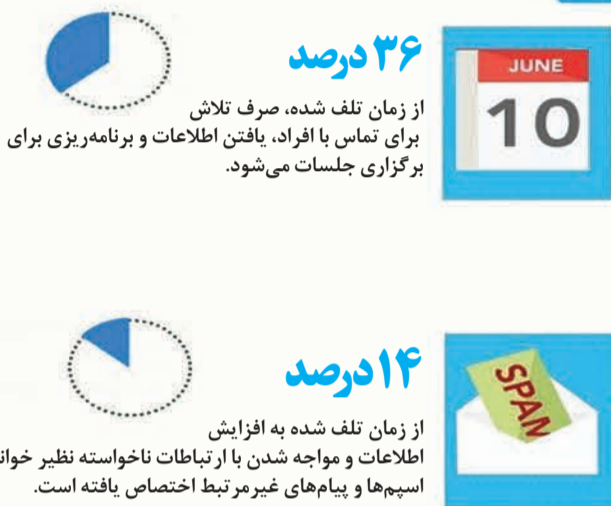 ۳۶ درصد
JUNE
10
از زمان تلف شده، صرف تلاش
برای تماس با افراد، یافتن اطلاعات و برنامه‌ریزی برای
برگزاری جلسات می‌شود.
۱۴ درصد
SPAM
از زمان تلف شده به افزایش
اطلاعات و مواجه شدن با ارتباطات ناخواسته نظیر
اسپم‌ها و پیام‌های غیرمرتبط اختصاص یافته است.